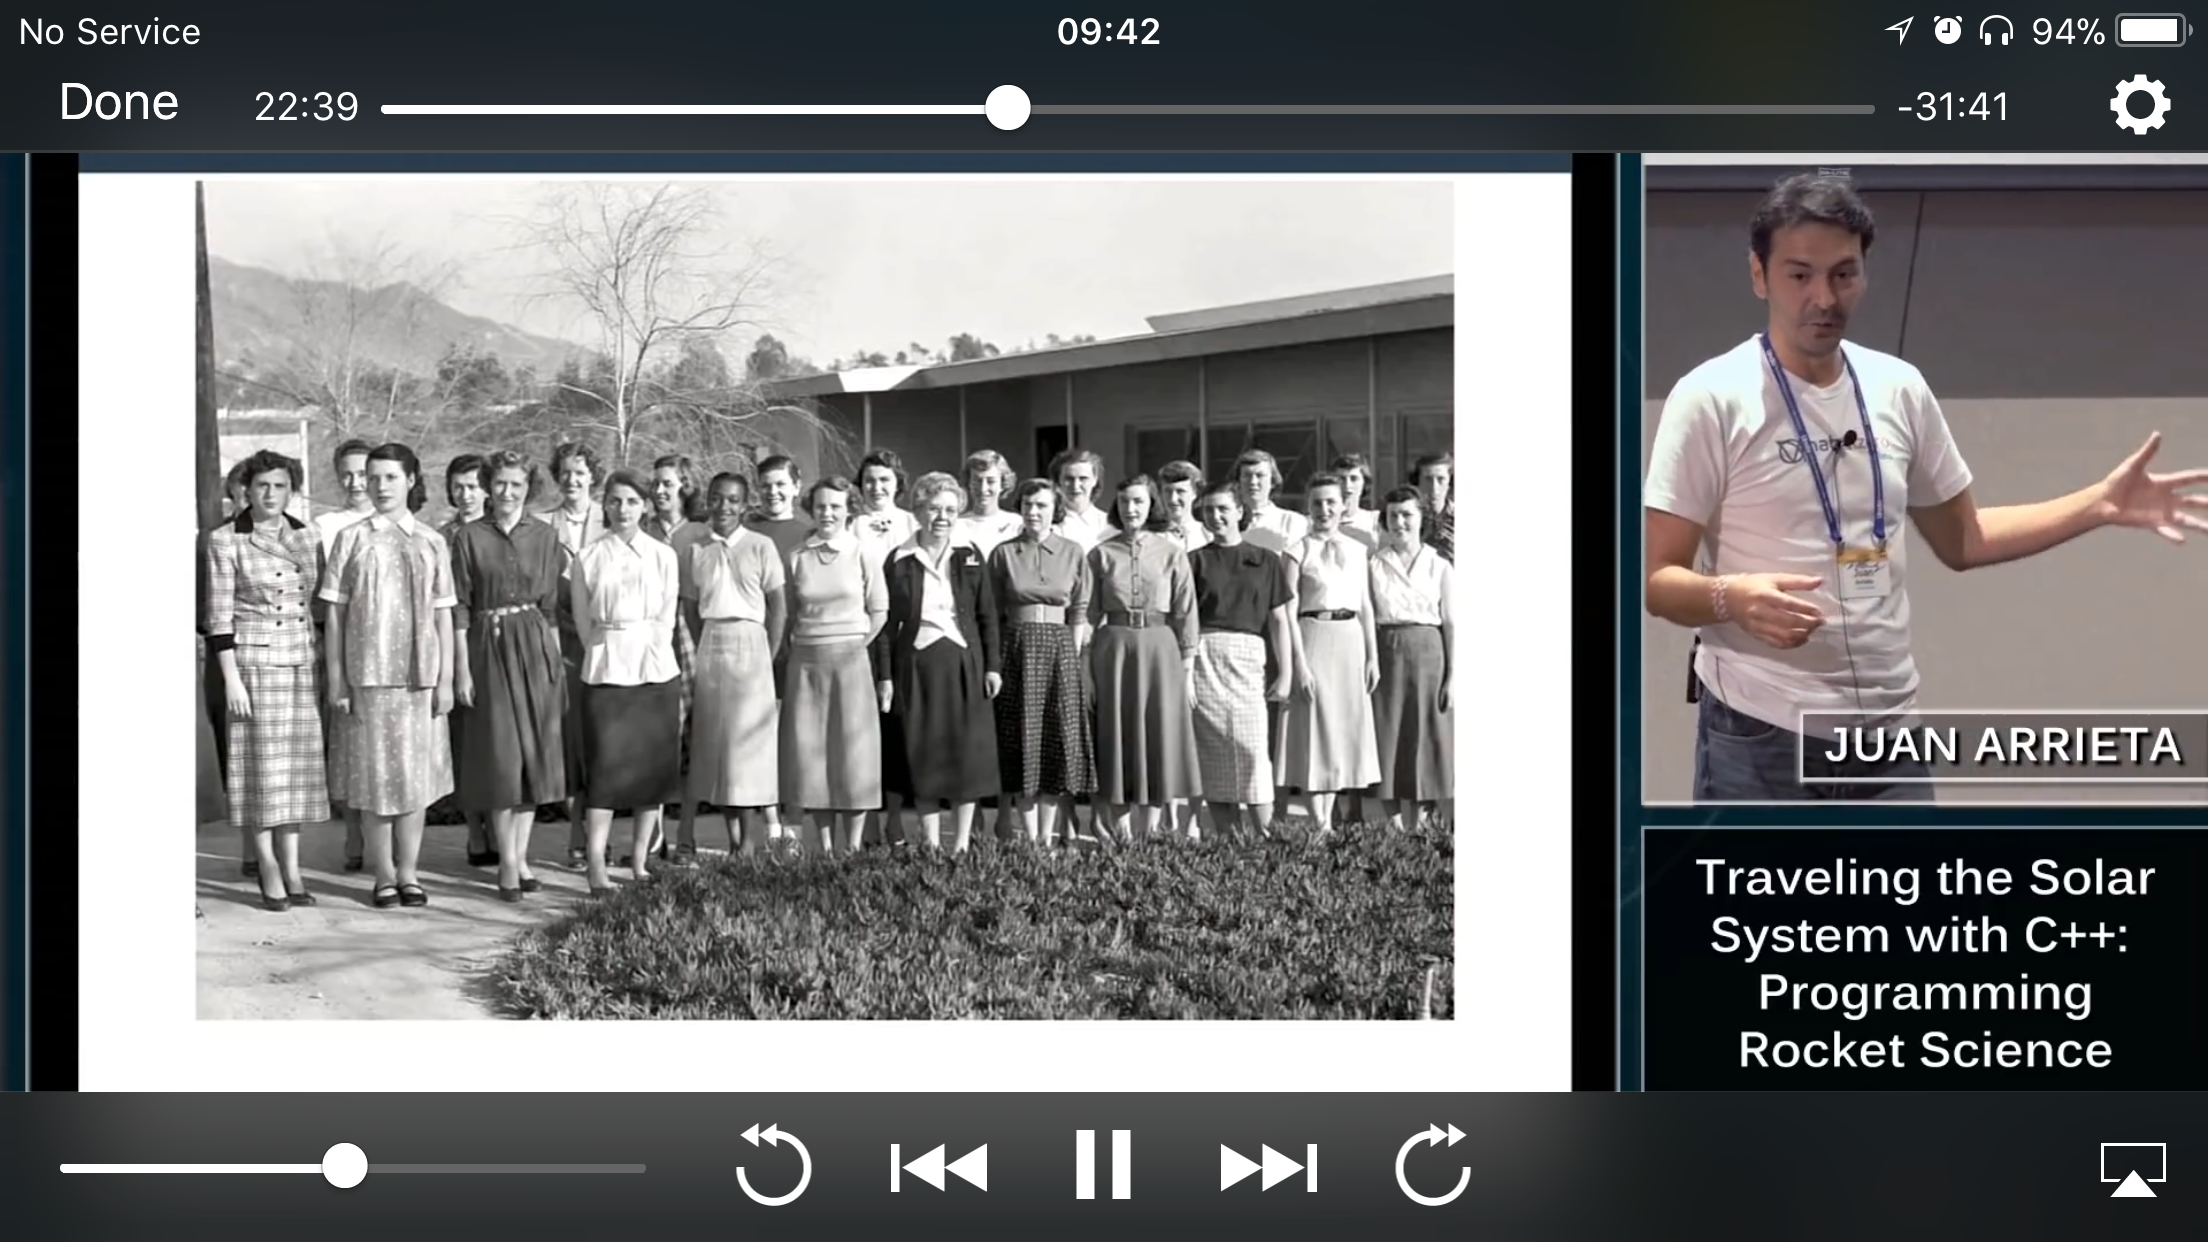 No Service
09:42
94%
Done
22:39
-31:41
JUAN ARRIETA
Traveling the Solar
System with C++:
Programming
Rocket Science